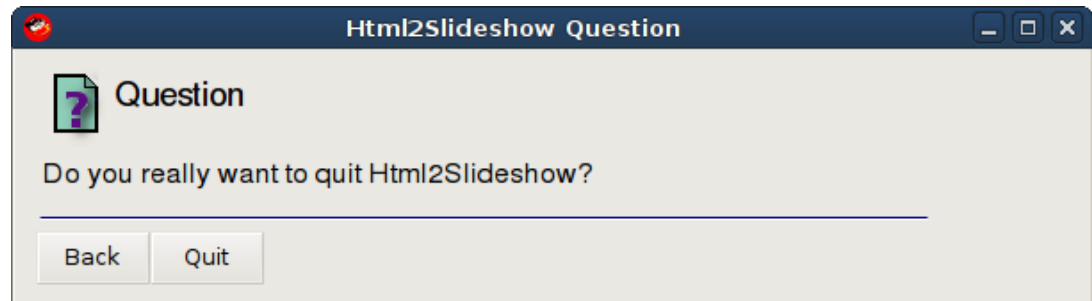 Html2Slideshow Question
Question
Do you really want to quit Html2Slideshow?
Back Quit